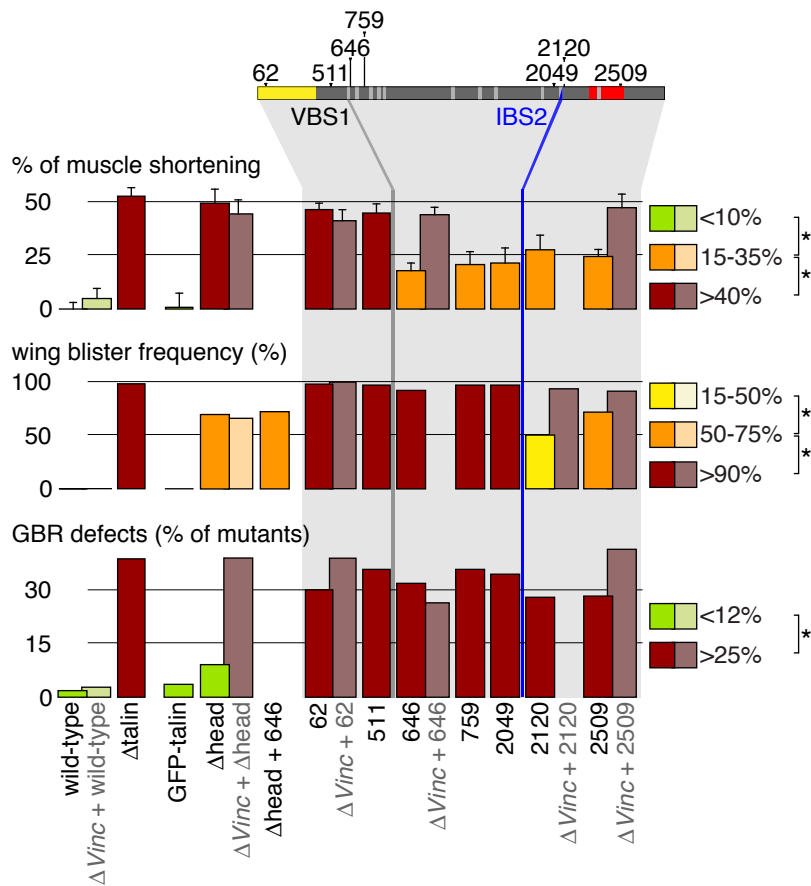 759
646
2120
62
511
2049
2509
VBS1
IBS2
% of muscle shortening
50
25
0
<10%
15-35%
>40%
*
*
wing blister frequency (%)
100
50
0
15-50%
50-75%
>90%
*
*
GBR defects (% of mutants)
30
15
0
<12%
>25%
*
wild-type
ΔVinc + wild-type
Δtalin
GFP-talin
Δhead
ΔVinc + Δhead
Δhead + 646
62
ΔVinc + 62
511
646
ΔVinc + 646
759
2049
2120
ΔVinc + 2120
2509
ΔVinc + 2509